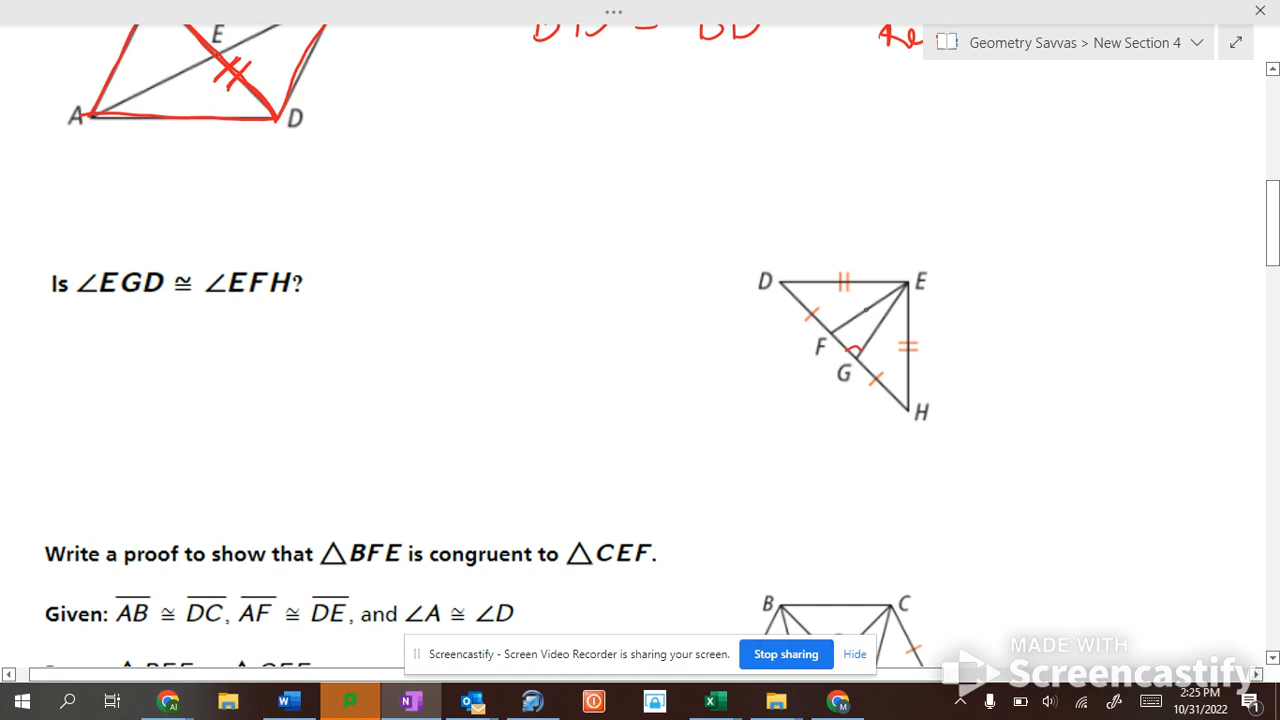 Geometry Savvas > New Section 4
E
A
D
Is ∠EGD ≅ ∠EFH?
D
E
F
G
H
Write a proof to show that △BFE is congruent to △CEF.
Given: AB ≅ DC, AF ≅ DE, and ∠A ≅ ∠D
B
C
Screencastify - Screen Video Recorder is sharing your screen.
Stop sharing
Hide
MADE WITH
Screencastify
2:25 PM
10/31/2022